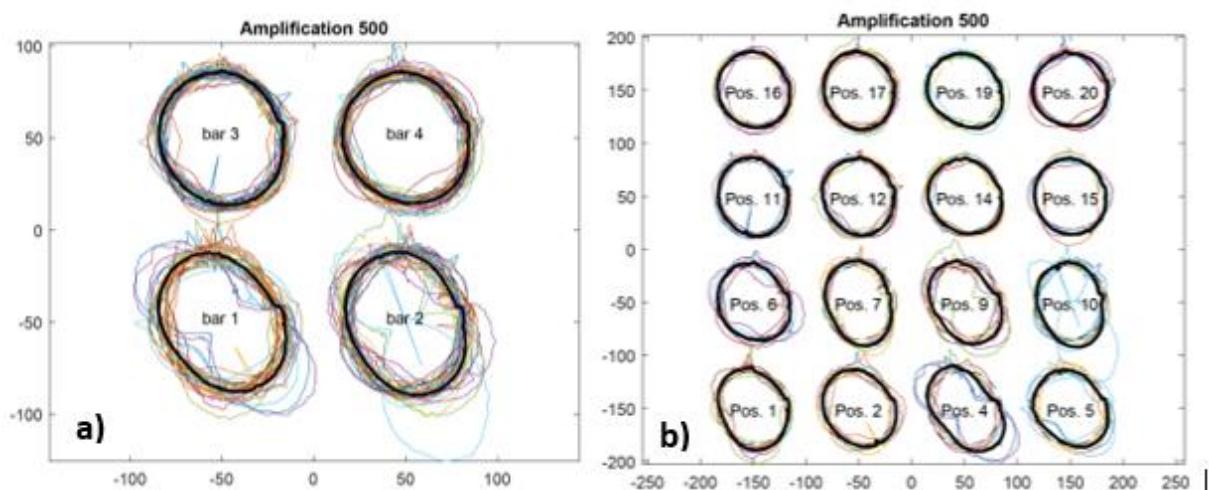 Amplification 500
100
50
0
-50
-100
-100 -50 0 50 100
bar 3 bar 4
bar 1 bar 2
a)
Amplification 500
200
150
100
50
0
-50
-100
-150
-200
-250 -200 -150 -100 -50 0 50 100 150 200 250
Pos. 16 Pos. 17 Pos. 19 Pos. 20
Pos. 11 Pos. 12 Pos. 14 Pos. 15
Pos. 6 Pos. 7 Pos. 9 Pos. 10
Pos. 1 Pos. 2 Pos. 4 Pos. 5
b)